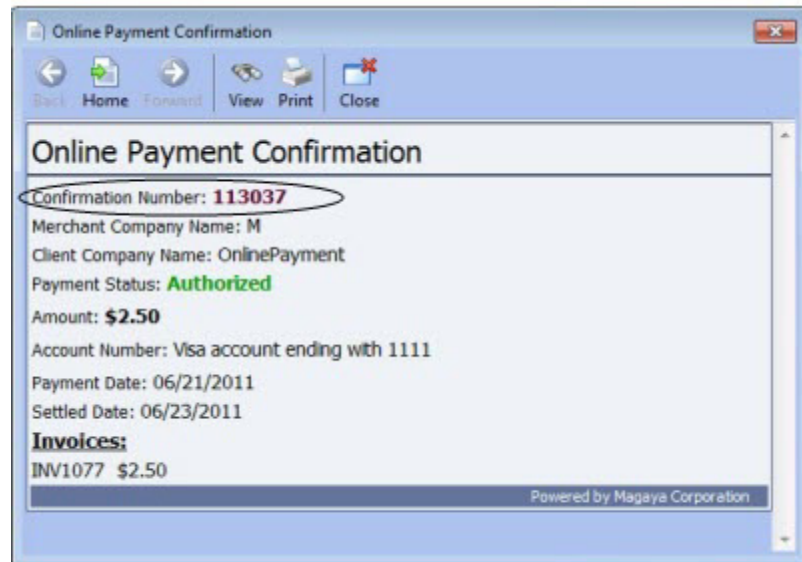 Online Payment Confirmation
Back Home Forward View Print Close
Online Payment Confirmation
Confirmation Number: 113037
Merchant Company Name: M
Client Company Name: OnlinePayment
Payment Status: Authorized
Amount: $2.50
Account Number: Visa account ending with 1111
Payment Date: 06/21/2011
Settled Date: 06/23/2011
Invoices:
INV1077 $2.50
Powered by Magaya Corporation